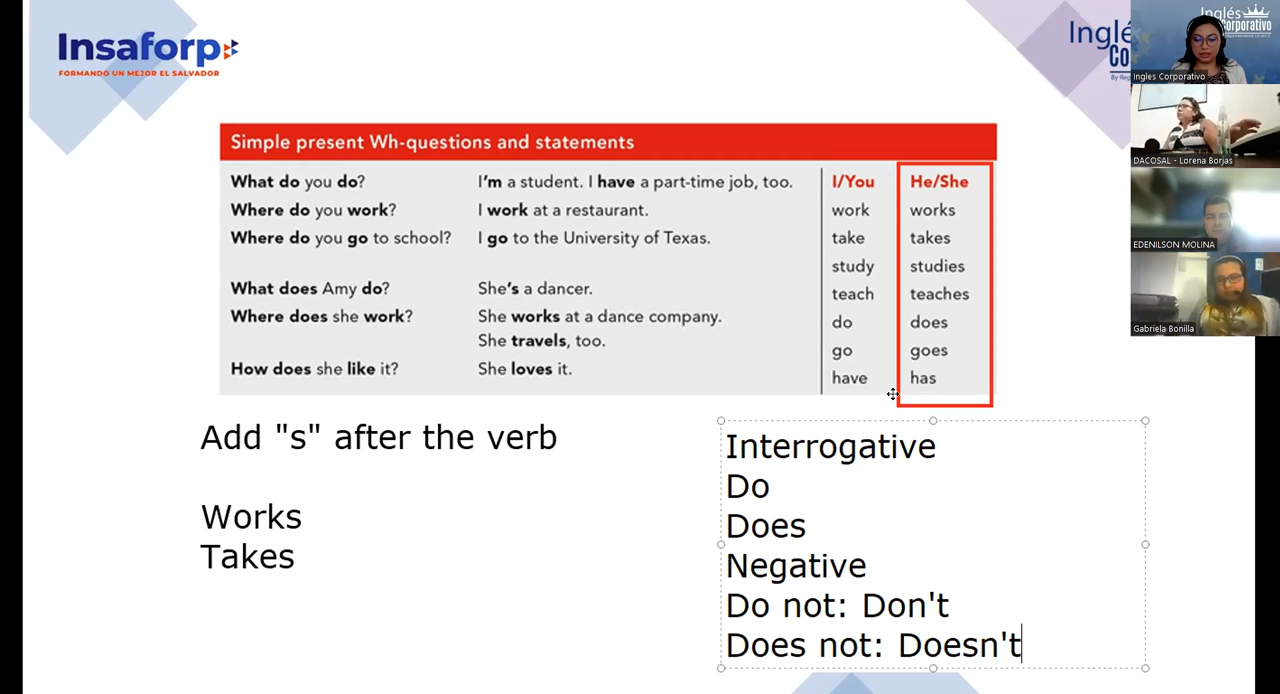 Insaforp
FORMANDO UN MEJOR EL SALVADOR
Inglés
Corporativo
Ingles Corporativo
DACOSAL - Lorena Borjas
EDENILSON MOLINA
Gabriela Bonilla
Simple present Wh-questions and statements
What do you do? I'm a student. I have a part-time job, too. I/You He/She
Where do you work? I work at a restaurant. work works
Where do you go to school? I go to the University of Texas. take takes
study studies
What does Amy do? She's a dancer. teach teaches
Where does she work? She works at a dance company. do does
She travels, too. go goes
How does she like it? She loves it. have has
Add "s" after the verb
Works
Takes
Interrogative
Do
Does
Negative
Do not: Don't
Does not: Doesn't